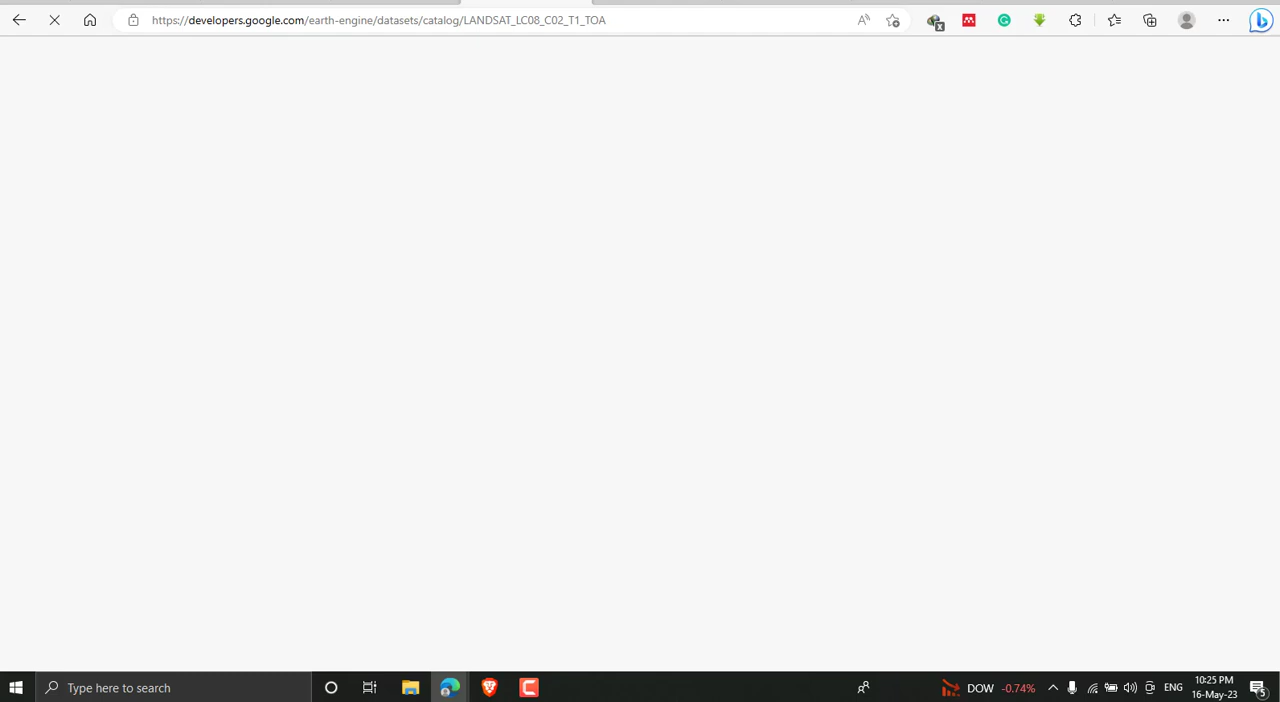 https://developers.google.com/earth-engine/datasets/catalog/LANDSAT_LC08_C02_T1_TOA
Type here to search
DOW -0.74%
ENG
10:25 PM
16-May-23
5